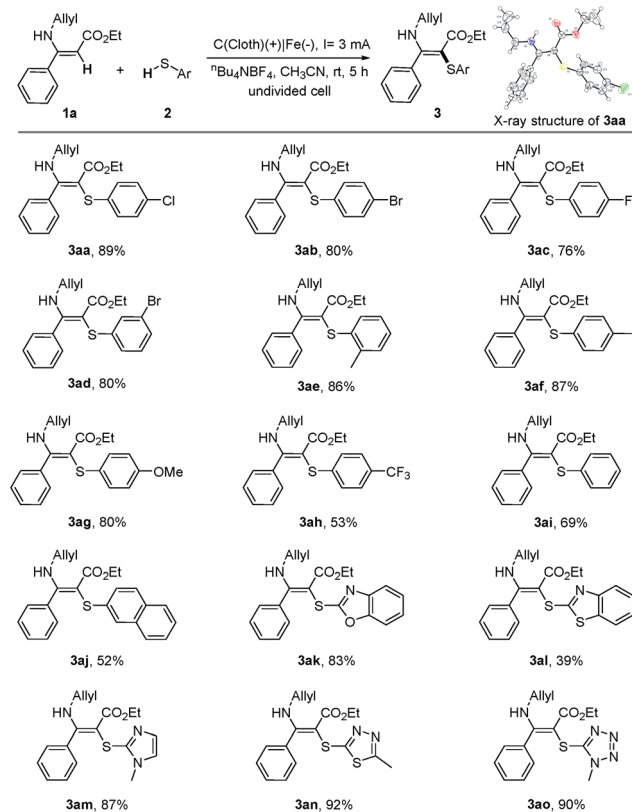 Allyl
HN
CO₂Et
H
1a
+
H S Ar
2
C(Cloth)(+)|Fe(-), I= 3 mA
ⁿBu₄NBF₄, CH₃CN, rt, 5 h
undivided cell
Allyl
HN
CO₂Et
SAr
3
X-ray structure of 3aa
Allyl
HN
CO₂Et
S
Cl
3aa, 89%
Allyl
HN
CO₂Et
S
Br
3ab, 80%
Allyl
HN
CO₂Et
S
F
3ac, 76%
Allyl
HN
CO₂Et
Br
S
3ad, 80%
Allyl
HN
CO₂Et
S
3ae, 86%
Allyl
HN
CO₂Et
S
3af, 87%
Allyl
HN
CO₂Et
S
OMe
3ag, 80%
Allyl
HN
CO₂Et
S
CF₃
3ah, 53%
Allyl
HN
CO₂Et
S
3ai, 69%
Allyl
HN
CO₂Et
S
3aj, 52%
Allyl
HN
CO₂Et
N
S
O
3ak, 83%
Allyl
HN
CO₂Et
N
S
S
3al, 39%
Allyl
HN
CO₂Et
N
S
N
3am, 87%
Allyl
HN
CO₂Et
N N
S
S
3an, 92%
Allyl
HN
CO₂Et
N N
S
N N
3ao, 90%